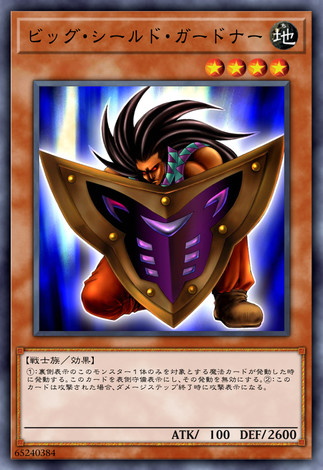 ビッグ・シールド・ガードナー
地
【戦士族／効果】
①：裏側表示のこのモンスター１体のみを対象とする魔法カードが発動した時
に発動する。このカードを表側守備表示にし、その発動を無効にする。②：この
カードは攻撃された場合、ダメージステップ終了時に攻撃表示になる。
ATK/ 100 DEF/2600
65240384